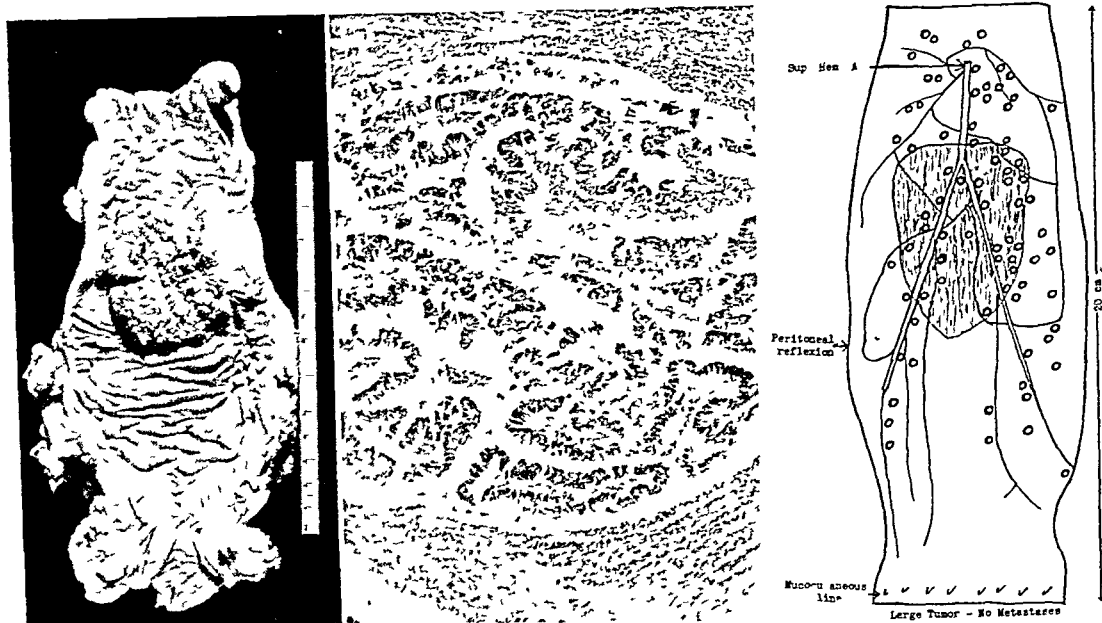 Sup Hem A
Peritoneal
reflexion
20 cm.
Mucocutaneous
line
Large Tumor - No Metastases